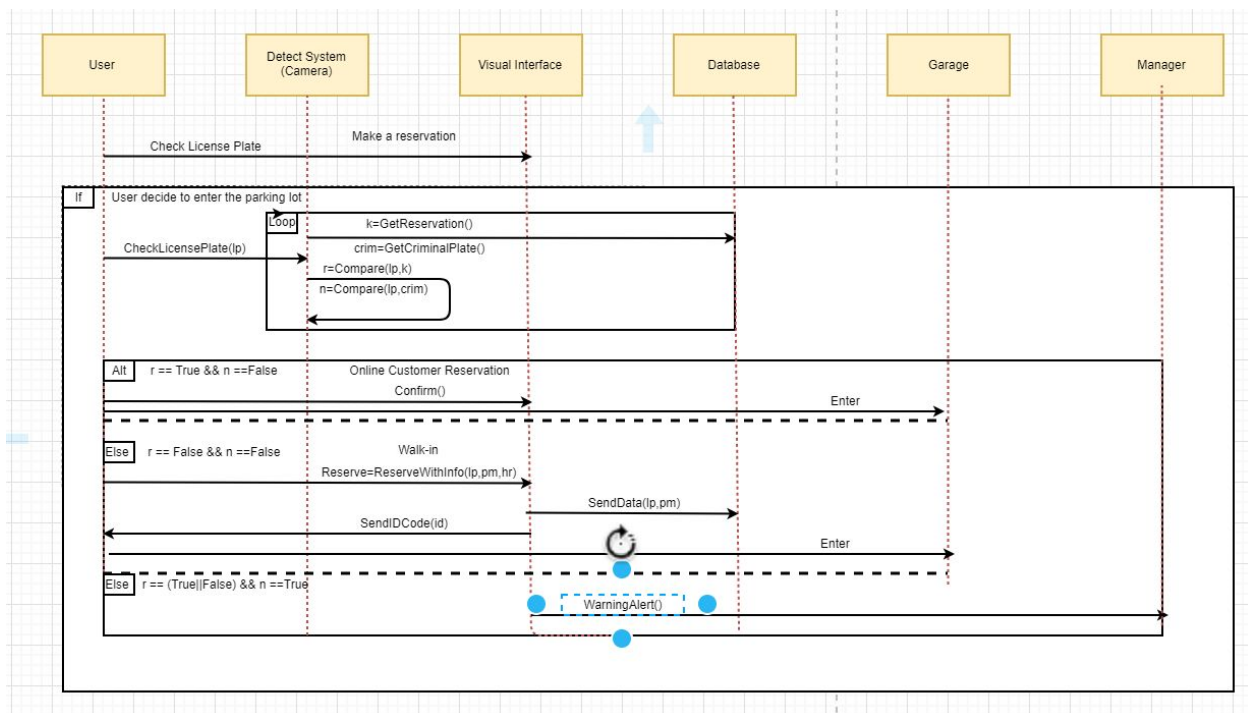 User
Detect System
(Camera)
Visual Interface
Database
Garage
Manager
Make a reservation
Check License Plate
If
User decide to enter the parking lot
Loop
k=GetReservation()
CheckLicensePlate(lp)
crim=GetCriminalPlate()
r=Compare(lp,k)
n=Compare(lp,crim)
Alt
r == True && n ==False
Online Customer Reservation
Confirm()
Enter
Else
r == False && n ==False
Walk-in
Reserve=ReserveWithInfo(lp,pm,hr)
SendData(lp,pm)
SendIDCode(id)
Enter
Else
r == (True||False) && n ==True
WarningAlert()